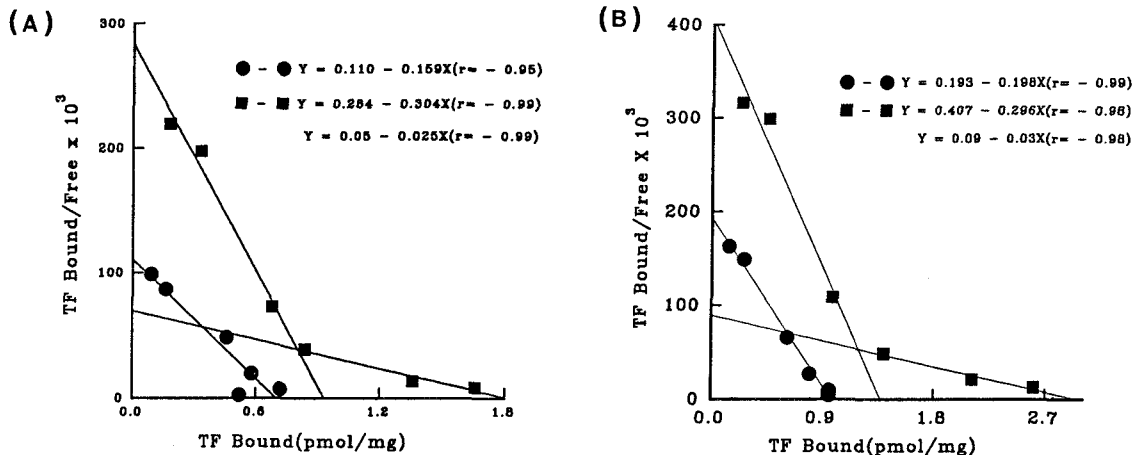 (A)
TF Bound/Free x 10³
300
200
100
0
0.0 0.6 1.2 1.8
TF Bound(pmol/mg)
Y = 0.110 - 0.159X(r= - 0.95)
Y = 0.284 - 0.304X(r= - 0.99)
Y = 0.05 - 0.025X(r= - 0.99)
(B)
TF Bound/Free X 10³
400
300
200
100
0
0.0 0.9 1.8 2.7
TF Bound(pmol/mg)
Y = 0.193 - 0.198X(r= - 0.99)
Y = 0.407 - 0.296X(r= - 0.98)
Y = 0.09 - 0.03X(r= - 0.98)